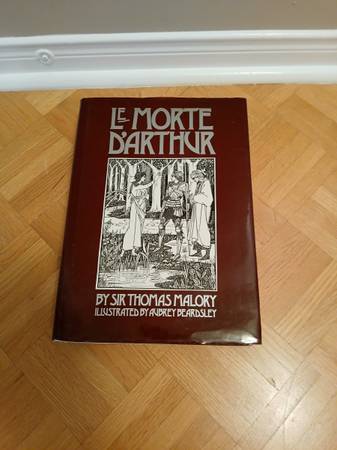 LE MORTE
D'ARTHUR
BY SIR THOMAS MALORY
ILLUSTRATED BY AUBREY BEARDSLEY